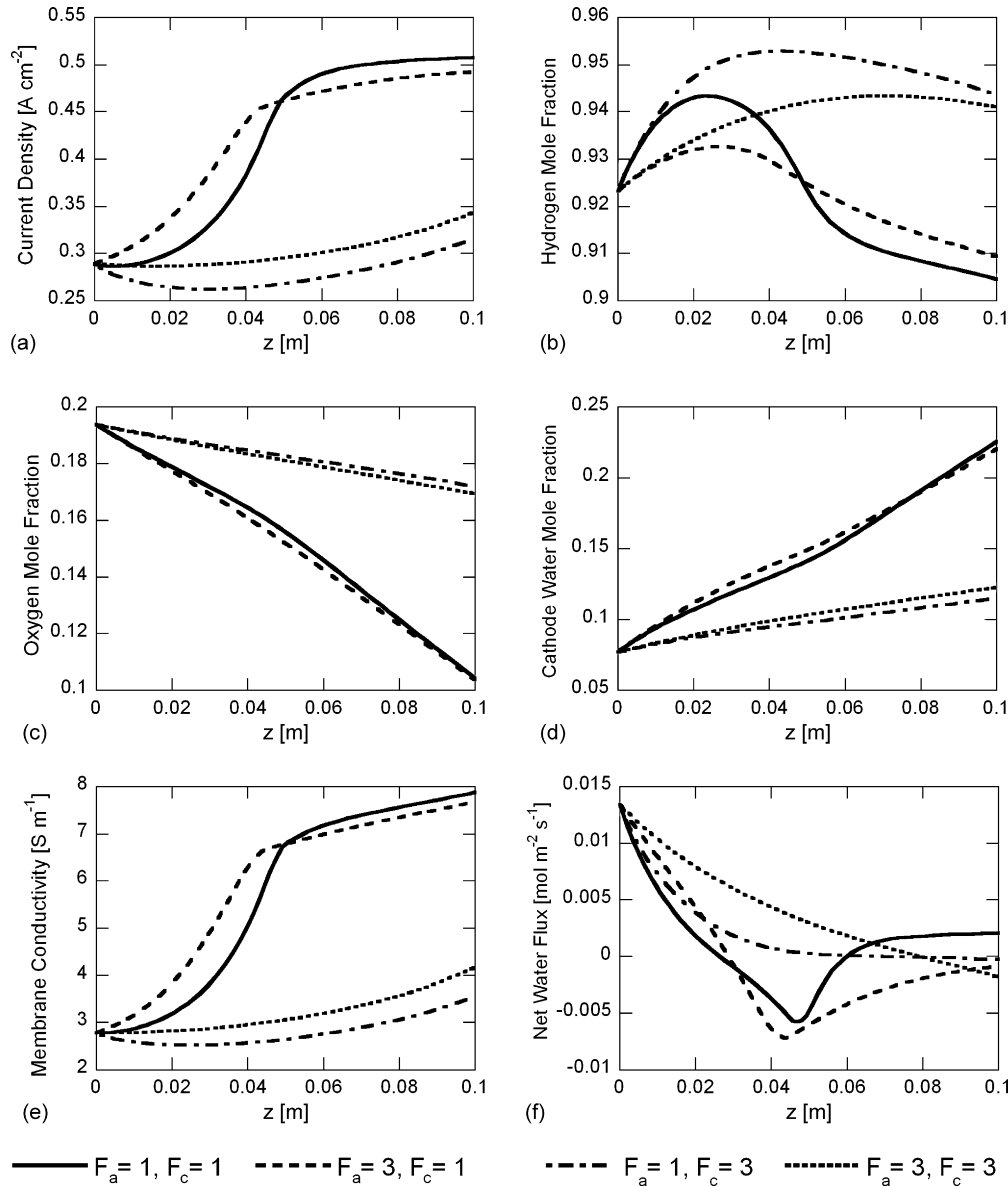 0.55
0.5
0.45
0.4
0.35
0.3
0.25
Current Density [A cm-2]
0 0.02 0.04 0.06 0.08 0.1
z [m]
(a)
0.96
0.95
0.94
0.93
0.92
0.91
0.9
Hydrogen Mole Fraction
0 0.02 0.04 0.06 0.08 0.1
z [m]
(b)
0.2
0.18
0.16
0.14
0.12
0.1
Oxygen Mole Fraction
0 0.02 0.04 0.06 0.08 0.1
z [m]
(c)
0.25
0.2
0.15
0.1
0.05
Cathode Water Mole Fraction
0 0.02 0.04 0.06 0.08 0.1
z [m]
(d)
8
7
6
5
4
3
2
Membrane Conductivity [S m-1]
0 0.02 0.04 0.06 0.08 0.1
z [m]
(e)
0.015
0.01
0.005
0
-0.005
-0.01
Net Water Flux [mol m-2 s-1]
0 0.02 0.04 0.06 0.08 0.1
z [m]
(f)
Fa= 1, Fc= 1 Fa= 3, Fc= 1 Fa= 1, Fc= 3 Fa= 3, Fc= 3